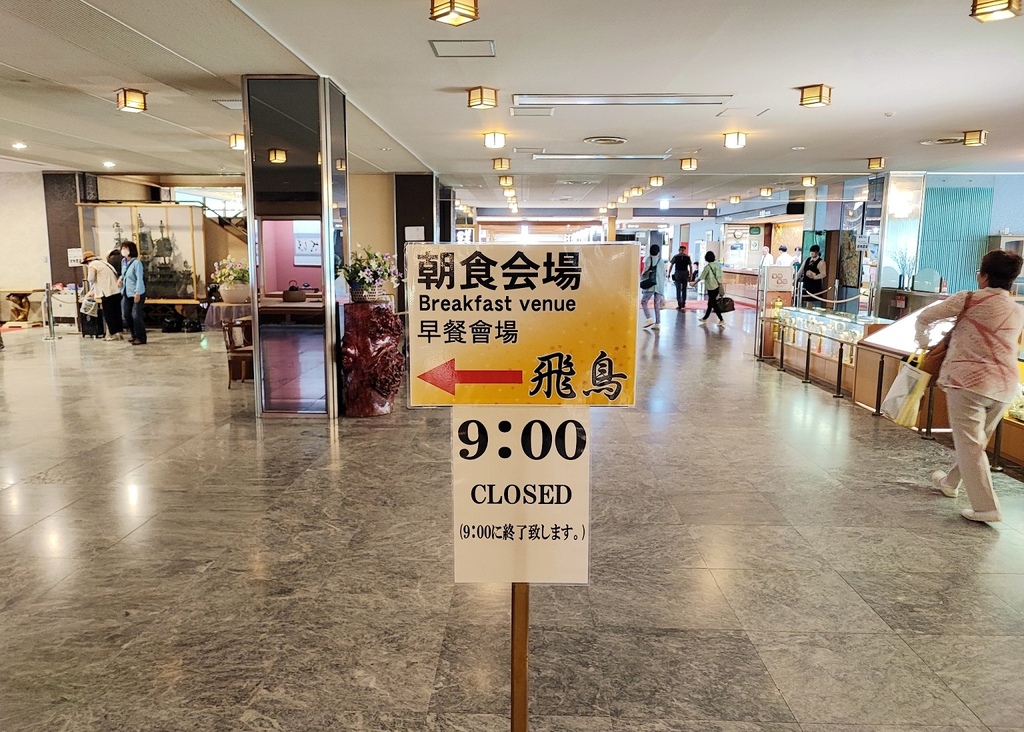 朝食会場
Breakfast venue
早餐會場
飛鳥
9:00
CLOSED
(9:00に終了致します。)